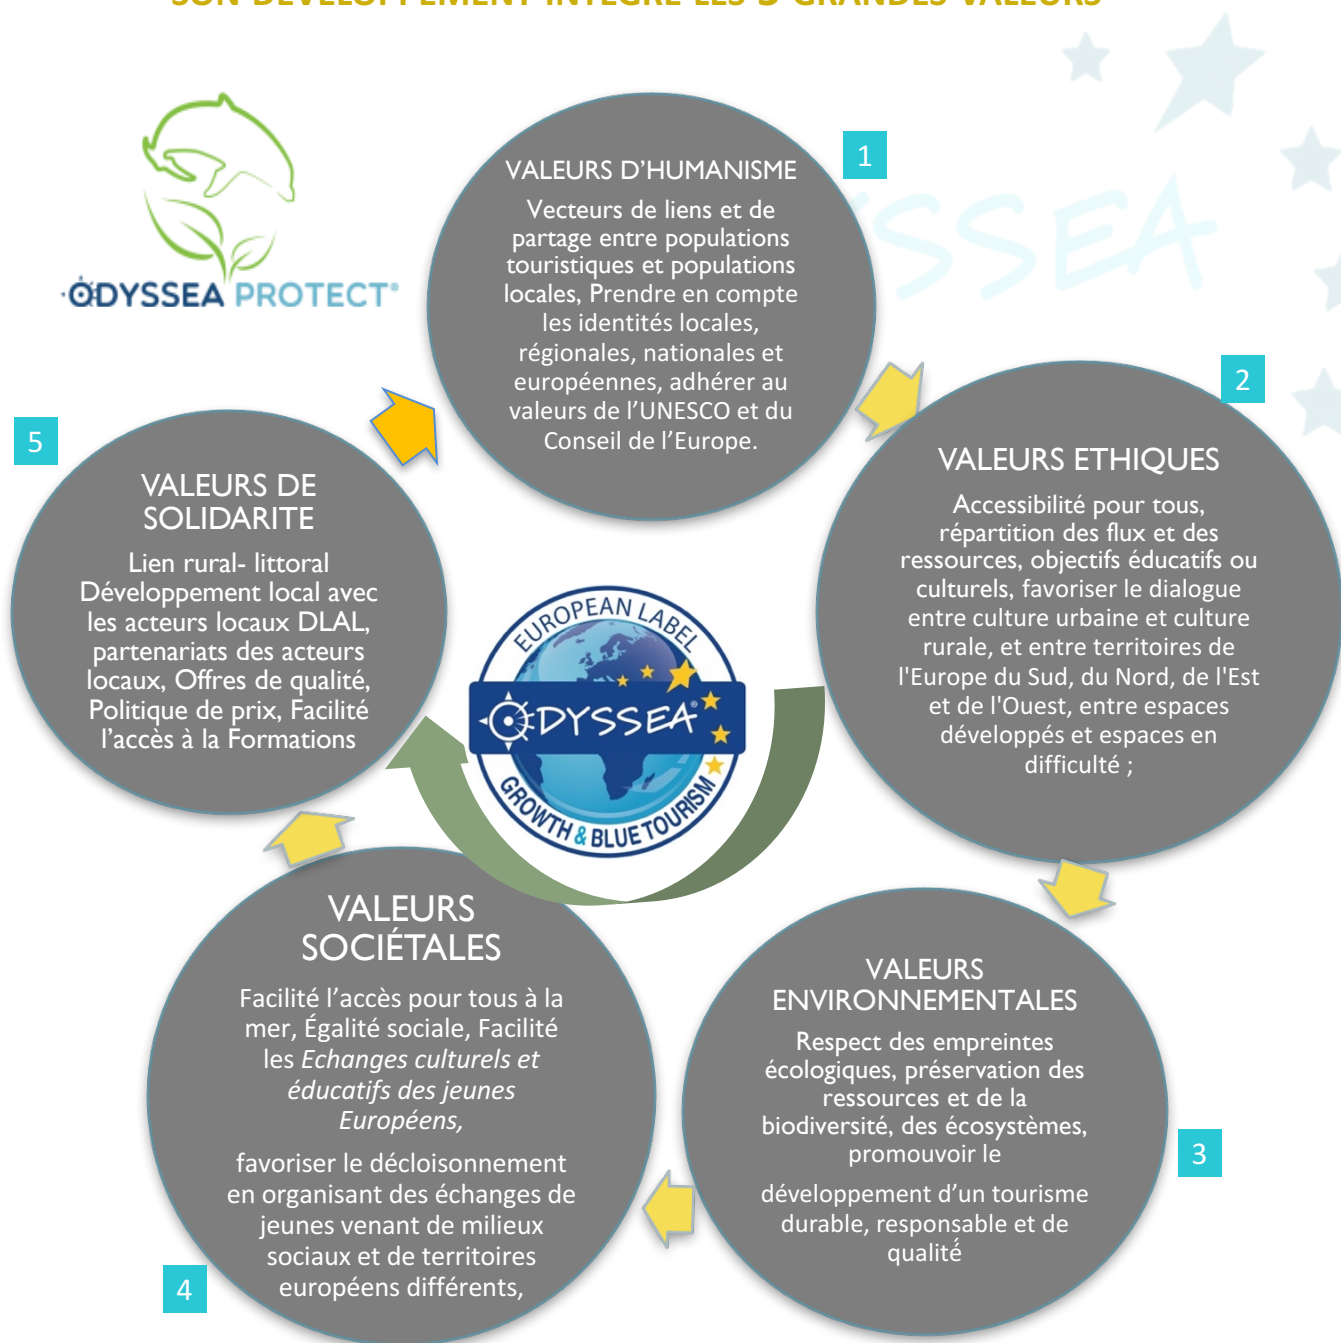 SON DEVELOPPEMENT INTEGRE LES 5 GRANDES VALEURS
ODYSSEA PROTECT®
1
VALEURS D’HUMANISME
Vecteurs de liens et de
partage entre populations
touristiques et populations
locales, Prendre en compte
les identités locales,
régionales, nationales et
européennes, adhérer au
valeurs de l’UNESCO et du
Conseil de l’Europe.
2
VALEURS ETHIQUES
Accessibilité pour tous,
répartition des flux et des
ressources, objectifs éducatifs ou
culturels, favoriser le dialogue
entre culture urbaine et culture
rurale, et entre territoires de
l'Europe du Sud, du Nord, de l'Est
et de l'Ouest, entre espaces
développés et espaces en
difficulté ;
3
VALEURS
ENVIRONNEMENTALES
Respect des empreintes
écologiques, préservation des
ressources et de la
biodiversité, des écosystèmes,
promouvoir le
développement d’un tourisme
durable, responsable et de
qualité
4
VALEURS
SOCIÉTALES
Facilité l’accès pour tous à la
mer, Égalité sociale, Facilité
les Echanges culturels et
éducatifs des jeunes
Européens,
favoriser le décloisonnement
en organisant des échanges de
jeunes venant de milieux
sociaux et de territoires
européens différents,
5
VALEURS DE
SOLIDARITE
Lien rural- littoral
Développement local avec
les acteurs locaux DLAL,
partenariats des acteurs
locaux, Offres de qualité,
Politique de prix, Facilité
l’accès à la Formations
EUROPEAN LABEL
ODYSSEA®
GROWTH & BLUE TOURISM
YSSEA